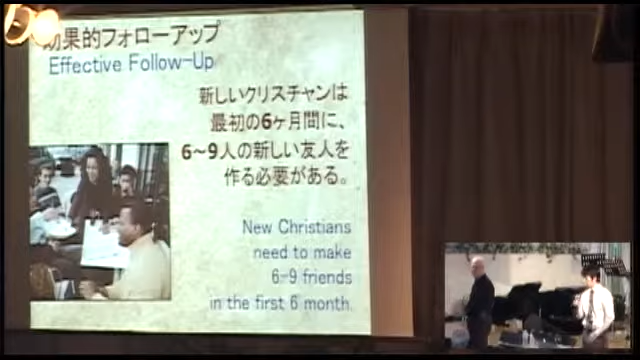 効果的フォローアップ
Effective Follow-Up
新しいクリスチャンは
最初の6ヶ月間に、
6〜9人の新しい友人を
作る必要がある。
New Christians
need to make
6-9 friends
in the first 6 month.